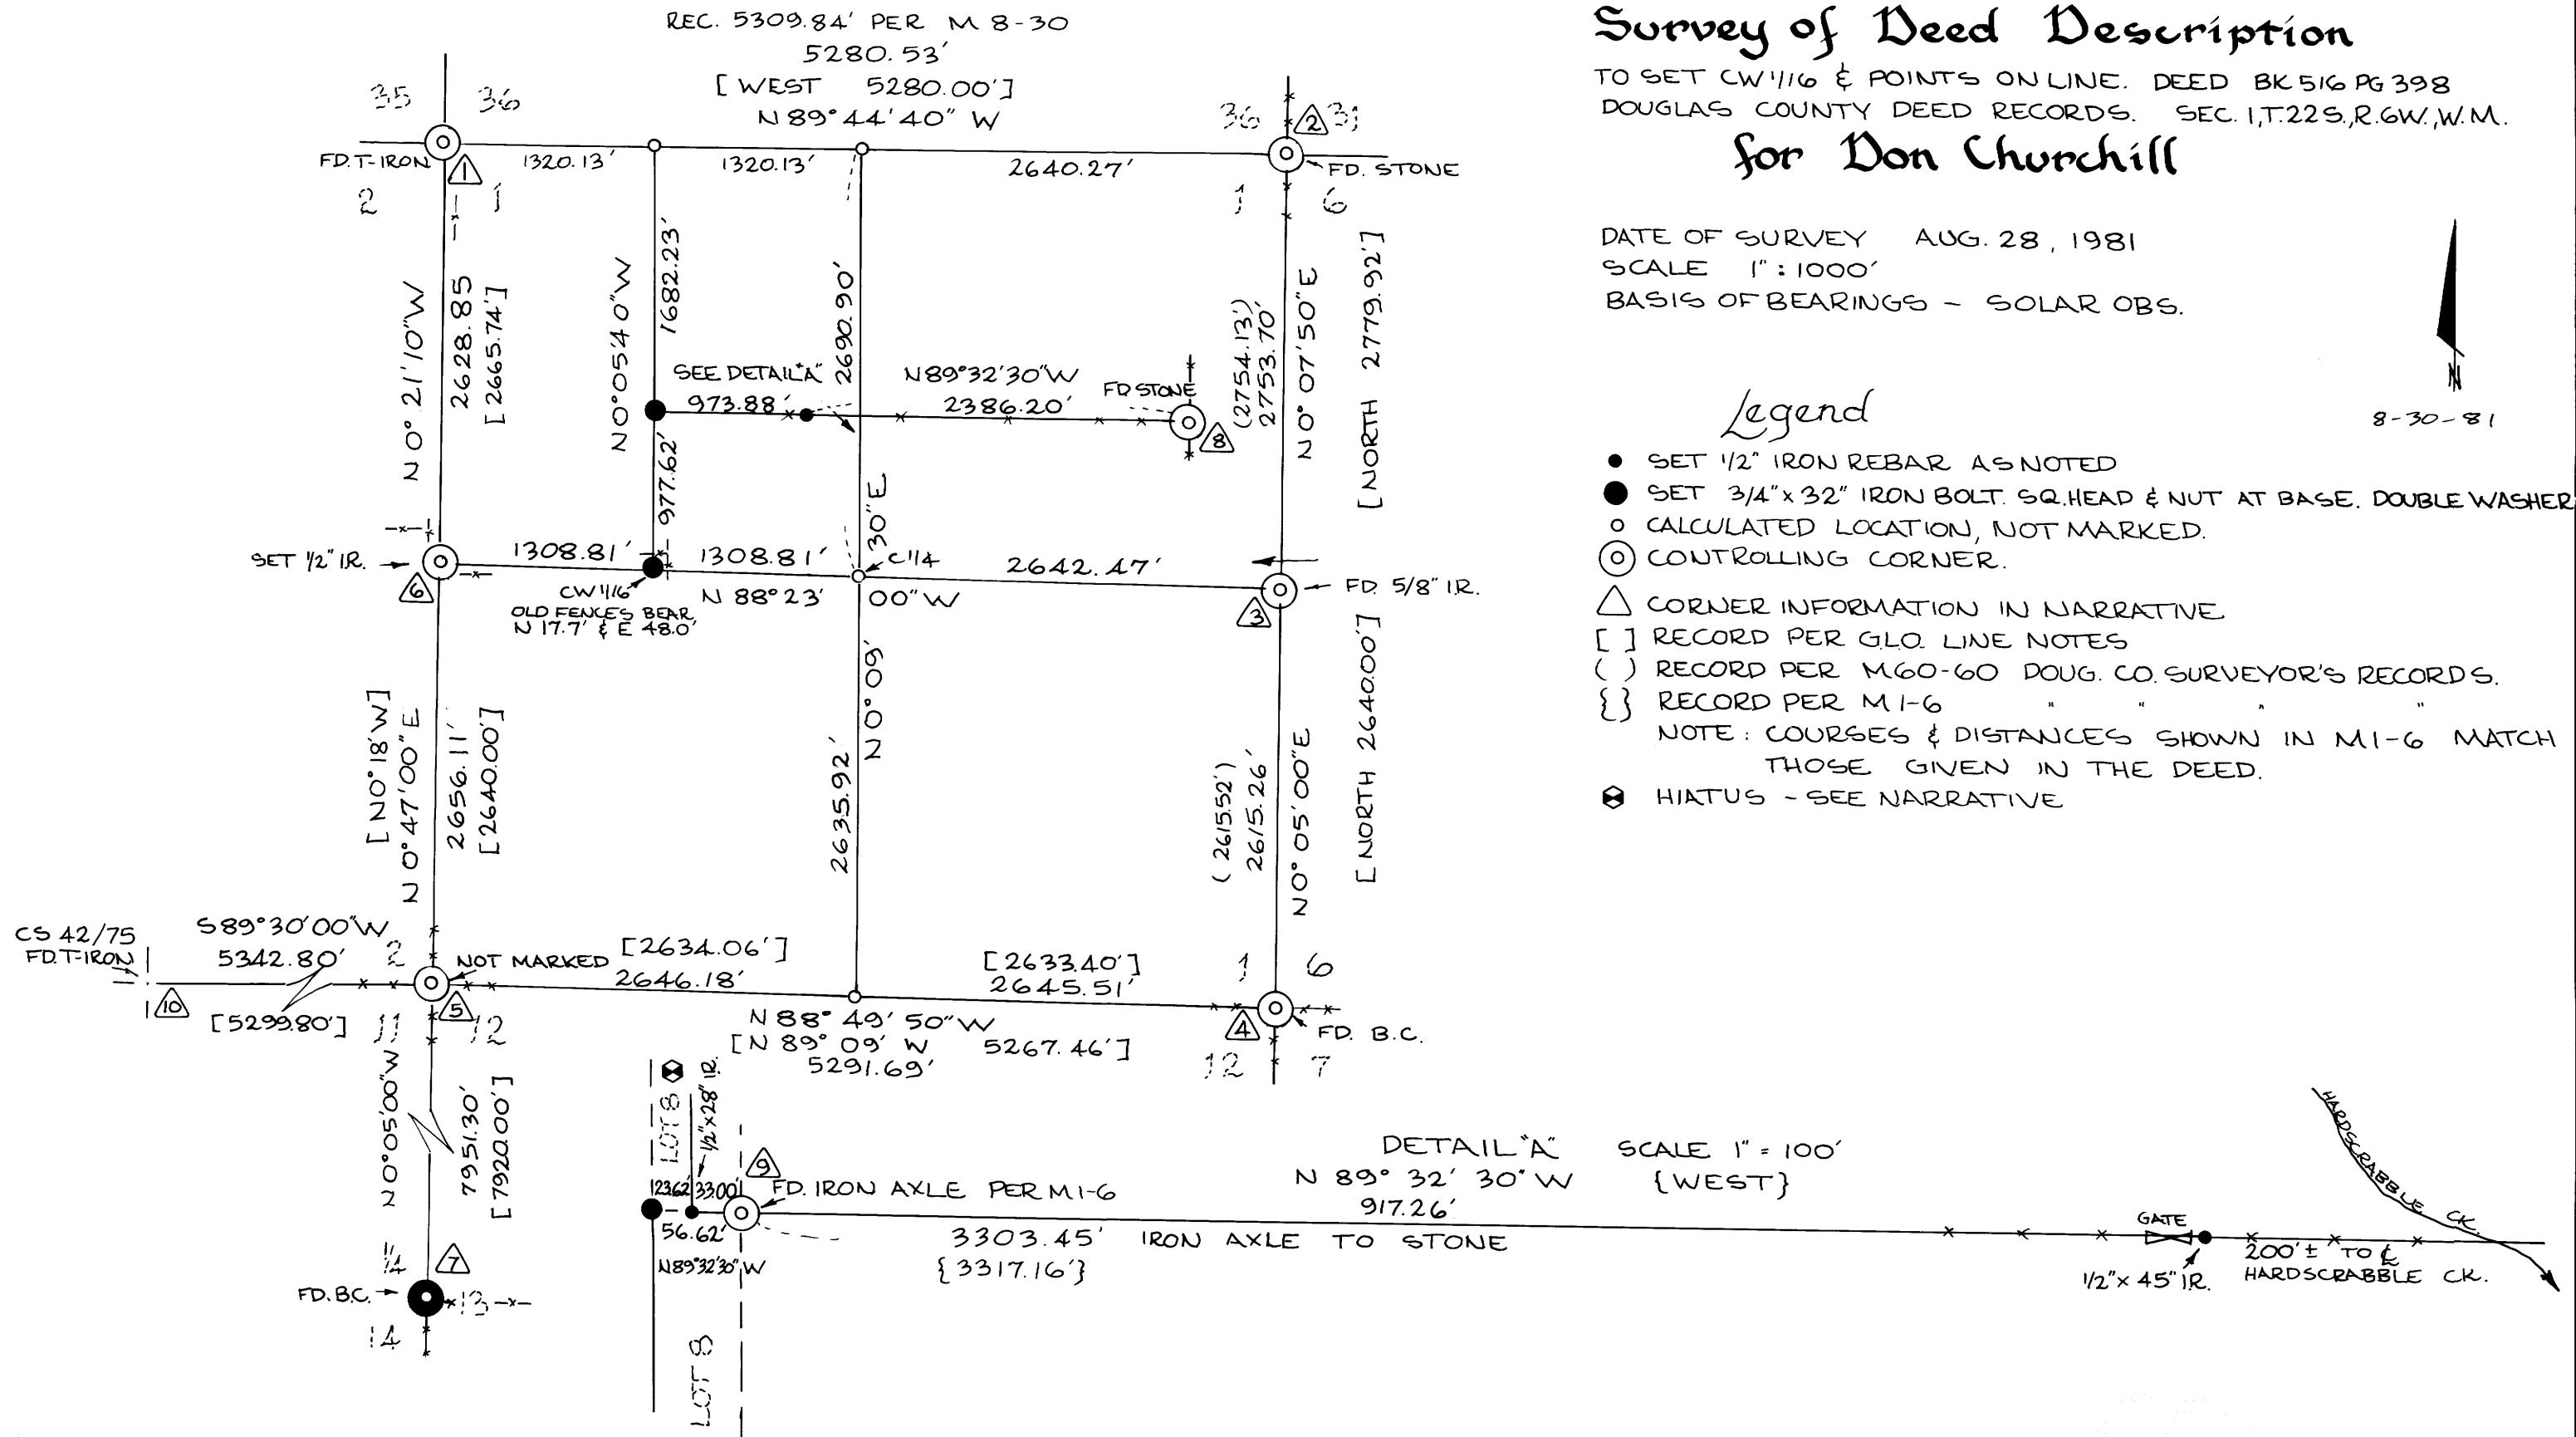 REC. 5309.84' PER M 8-30
5280.53'
[ WEST 5280.00']
N 89°44'40" W
35 36
36 31
2
FD.T-IRON
1
1320.13'
1320.13'
2640.27'
FD. STONE
2 1
1 6
N 0° 21'10"W
2628.85
[2665.74']
N0°05'40"W
1682.23'
2690.90'
(2754.13')
2753.70'
N 0° 07'50"E
[NORTH 2779.92']
SEE DETAIL "A"
973.88'
N89°32'30"W
2386.20'
FD STONE
8
977.62'
SET 1/2" I.R.
6
1308.81'
1308.81'
C 1/4
2642.47'
FD. 5/8" I.R.
3
CW 1/16
OLD FENCES BEAR
N 17.7' & E 48.0'
N 88°23' 00"W
N 0° 09' 30"E
[N0°18'W]
N 0°47'00"E
2656.11'
[2640.00']
2635.92'
(2615.52')
2615.26'
N0°05'00"E
[NORTH 2640.00']
CS 42/75
FD.T-IRON
10
S89°30'00"W
5342.80'
[5299.80']
2
NOT MARKED
5
11 12
[2634.06']
2646.18'
[2633.40']
2645.51'
1 6
4
FD. B.C.
12 7
N 88° 49' 50"W
[N 89° 09' W 5267.46']
5291.69'
N 0°05'00"W
7951.30'
[7920.00']
1/4
7
FD. B.C.
13
14
LOT 8
1/2"x28" I.R.
23.62' 33.00'
9
FD. IRON AXLE PER M1-6
56.62'
N89°32'30"W
LOT 8
DETAIL "A" SCALE 1" = 100'
N 89° 32' 30" W {WEST}
917.26'
3303.45' IRON AXLE TO STONE
{3317.16'}
GATE
1/2"x 45" I.R.
200'± TO ℄
HARDSCRABBLE CK.
HARDSCRABBLE CK.
Survey of Deed Description
TO SET CW 1/16 & POINTS ON LINE. DEED BK 516 PG 398
DOUGLAS COUNTY DEED RECORDS. SEC. 1,T.22S.,R.6W.,W.M.
for Don Churchill
DATE OF SURVEY AUG. 28, 1981
SCALE 1" : 1000'
BASIS OF BEARINGS – SOLAR OBS.
N
8-30-81
Legend
SET 1/2" IRON REBAR AS NOTED
SET 3/4"x 32" IRON BOLT. SQ.HEAD & NUT AT BASE. DOUBLE WASHER
CALCULATED LOCATION, NOT MARKED.
CONTROLLING CORNER.
CORNER INFORMATION IN NARRATIVE
[ ] RECORD PER G.L.O. LINE NOTES
( ) RECORD PER M60-60 DOUG. CO. SURVEYOR'S RECORDS.
{ } RECORD PER M1-6 " " " "
NOTE: COURSES & DISTANCES SHOWN IN M1-6 MATCH
THOSE GIVEN IN THE DEED.
HIATUS – SEE NARRATIVE